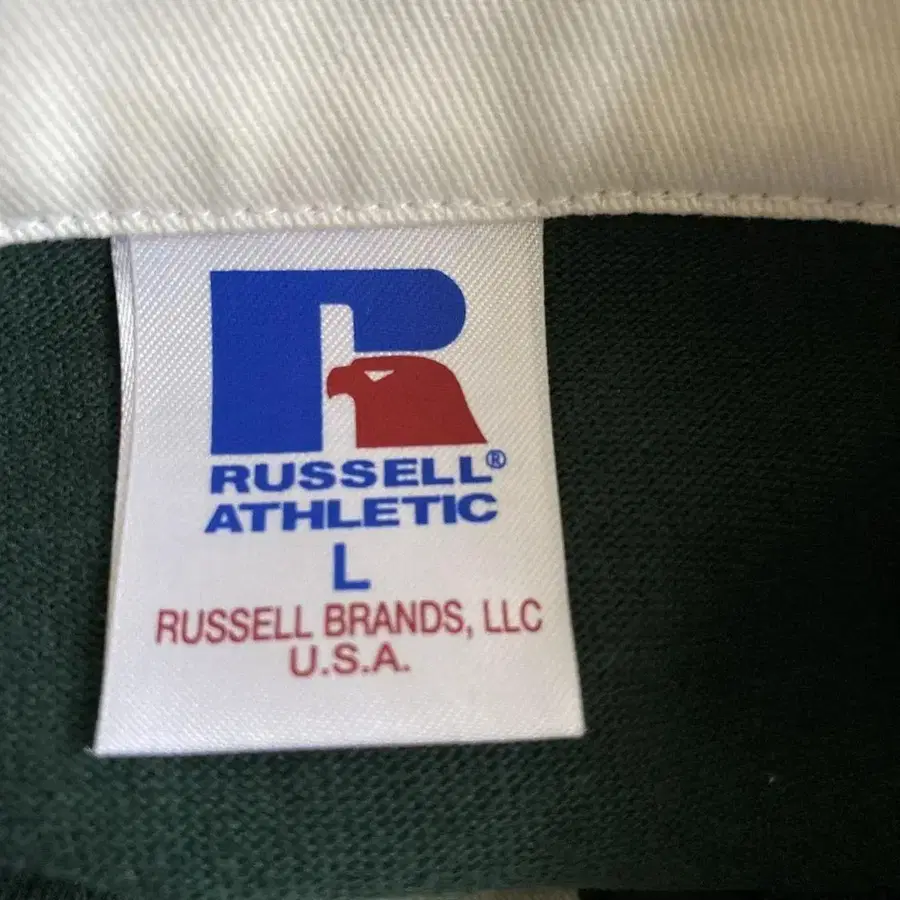 RUSSELL®
ATHLETIC
L
RUSSELL BRANDS, LLC
U.S.A.